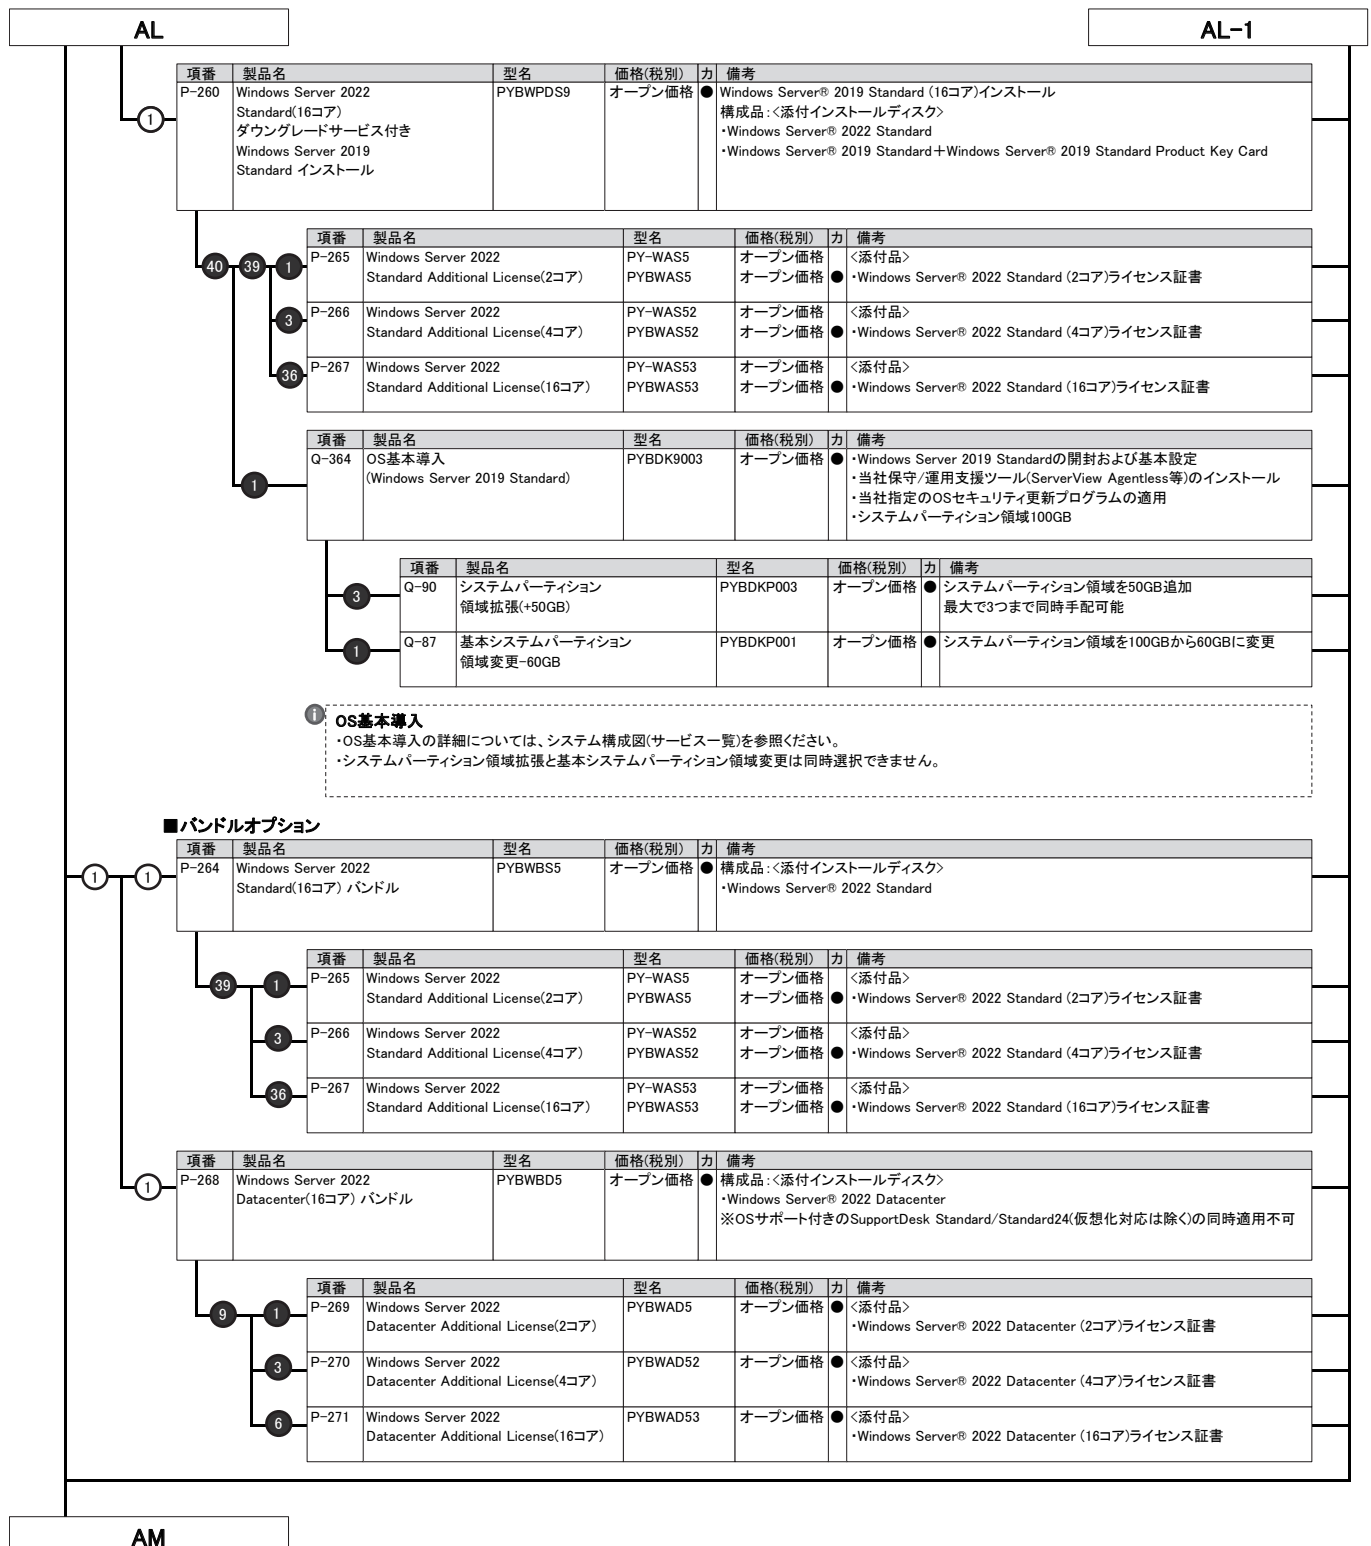 AL
AL-1
項番 製品名 型名 価格(税別) カ 備考
① P-260 Windows Server 2022 PYBWPDS9 オープン価格 ● Windows Server® 2019 Standard (16コア)インストール
Standard(16コア) 構成品:<添付インストールディスク>
ダウングレードサービス付き ・Windows Server® 2022 Standard
Windows Server 2019 ・Windows Server® 2019 Standard+Windows Server® 2019 Standard Product Key Card
Standard インストール
項番 製品名 型名 価格(税別) カ 備考
40 39 1 P-265 Windows Server 2022 PY-WAS5 オープン価格 <添付品>
Standard Additional License(2コア) PYBWAS5 オープン価格 ● ・Windows Server® 2022 Standard (2コア)ライセンス証書
3 P-266 Windows Server 2022 PY-WAS52 オープン価格 <添付品>
Standard Additional License(4コア) PYBWAS52 オープン価格 ● ・Windows Server® 2022 Standard (4コア)ライセンス証書
36 P-267 Windows Server 2022 PY-WAS53 オープン価格 <添付品>
Standard Additional License(16コア) PYBWAS53 オープン価格 ● ・Windows Server® 2022 Standard (16コア)ライセンス証書
項番 製品名 型名 価格(税別) カ 備考
1 Q-364 OS基本導入 PYBDK9003 オープン価格 ● ・Windows Server 2019 Standardの開封および基本設定
(Windows Server 2019 Standard) ・当社保守/運用支援ツール(ServerView Agentless等)のインストール
・当社指定のOSセキュリティ更新プログラムの適用
・システムパーティション領域100GB
項番 製品名 型名 価格(税別) カ 備考
3 Q-90 システムパーティション PYBDKP003 オープン価格 ● システムパーティション領域を50GB追加
領域拡張(+50GB) 最大で3つまで同時手配可能
1 Q-87 基本システムパーティション PYBDKP001 オープン価格 ● システムパーティション領域を100GBから60GBに変更
領域変更-60GB
i OS基本導入
・OS基本導入の詳細については、システム構成図(サービス一覧)を参照ください。
・システムパーティション領域拡張と基本システムパーティション領域変更は同時選択できません。
■バンドルオプション
項番 製品名 型名 価格(税別) カ 備考
① ① P-264 Windows Server 2022 PYBWBS5 オープン価格 ● 構成品:<添付インストールディスク>
Standard(16コア) バンドル ・Windows Server® 2022 Standard
項番 製品名 型名 価格(税別) カ 備考
39 1 P-265 Windows Server 2022 PY-WAS5 オープン価格 <添付品>
Standard Additional License(2コア) PYBWAS5 オープン価格 ● ・Windows Server® 2022 Standard (2コア)ライセンス証書
3 P-266 Windows Server 2022 PY-WAS52 オープン価格 <添付品>
Standard Additional License(4コア) PYBWAS52 オープン価格 ● ・Windows Server® 2022 Standard (4コア)ライセンス証書
36 P-267 Windows Server 2022 PY-WAS53 オープン価格 <添付品>
Standard Additional License(16コア) PYBWAS53 オープン価格 ● ・Windows Server® 2022 Standard (16コア)ライセンス証書
項番 製品名 型名 価格(税別) カ 備考
① P-268 Windows Server 2022 PYBWBD5 オープン価格 ● 構成品:<添付インストールディスク>
Datacenter(16コア) バンドル ・Windows Server® 2022 Datacenter
※OSサポート付きのSupportDesk Standard/Standard24(仮想化対応は除く)の同時適用不可
項番 製品名 型名 価格(税別) カ 備考
9 1 P-269 Windows Server 2022 PYBWAD5 オープン価格 ● <添付品>
Datacenter Additional License(2コア) ・Windows Server® 2022 Datacenter (2コア)ライセンス証書
3 P-270 Windows Server 2022 PYBWAD52 オープン価格 ● <添付品>
Datacenter Additional License(4コア) ・Windows Server® 2022 Datacenter (4コア)ライセンス証書
6 P-271 Windows Server 2022 PYBWAD53 オープン価格 ● <添付品>
Datacenter Additional License(16コア) ・Windows Server® 2022 Datacenter (16コア)ライセンス証書
AM